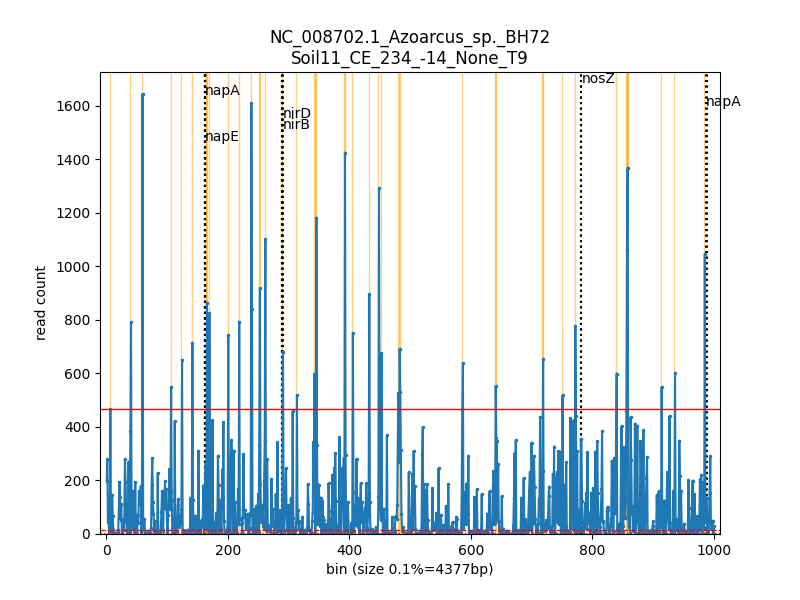 NC_008702.1_Azoarcus_sp._BH72
Soil11_CE_234_-14_None_T9
nosZ
napA
napA
nirD
nirB
napE
1600
1400
1200
1000
800
600
400
200
0
read count
0 200 400 600 800 1000
bin (size 0.1%=4377bp)